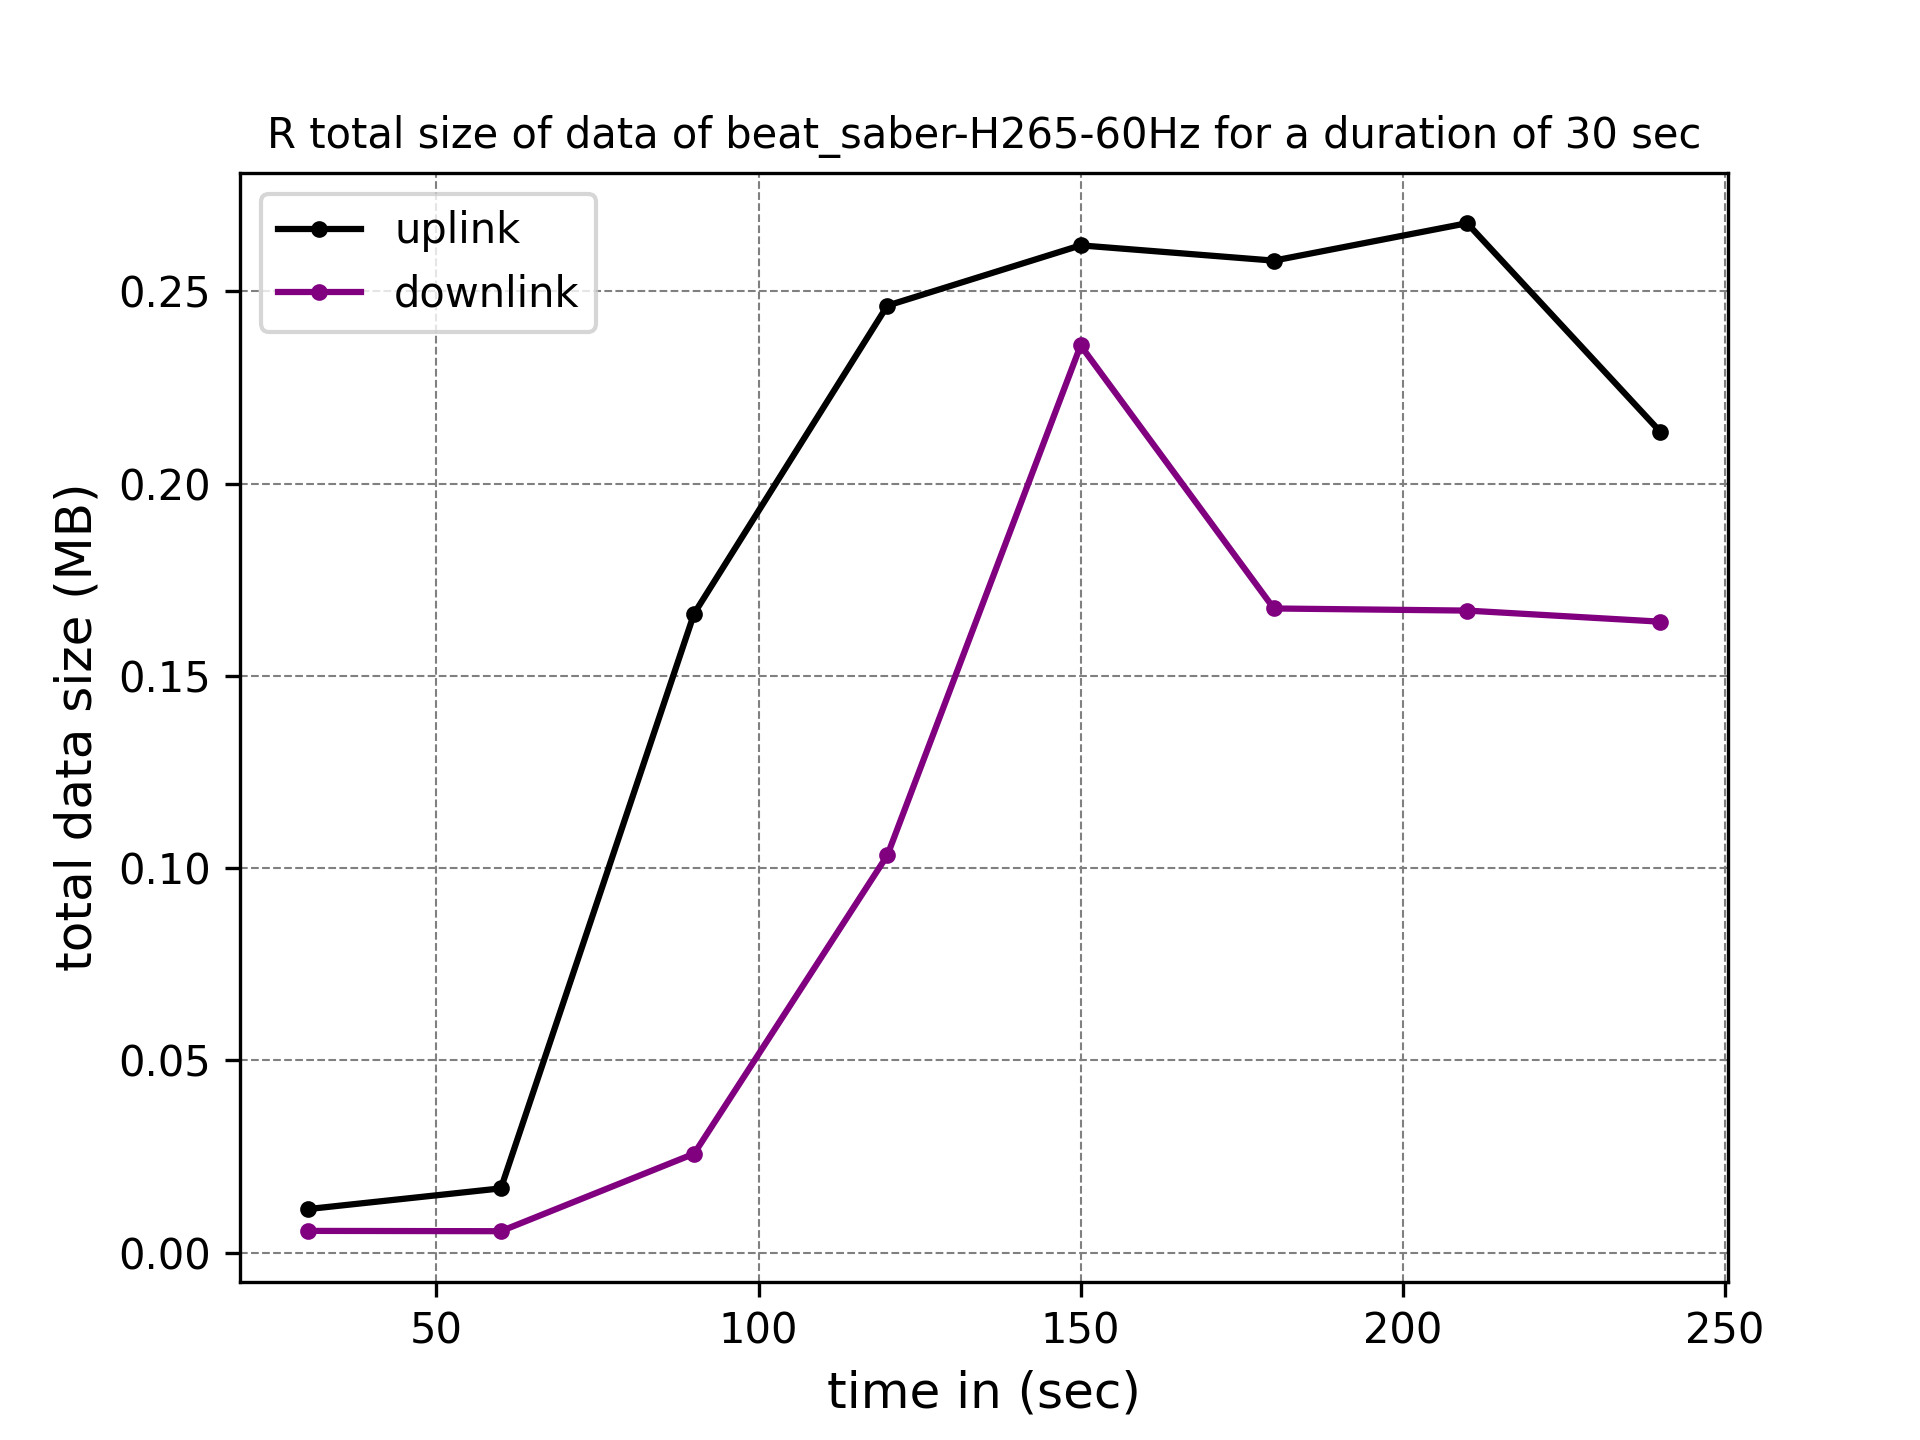 R total size of data of beat_saber-H265-60Hz for a duration of 30 sec
uplink
downlink
total data size (MB)
0.25
0.20
0.15
0.10
0.05
0.00
50 100 150 200 250
time in (sec)